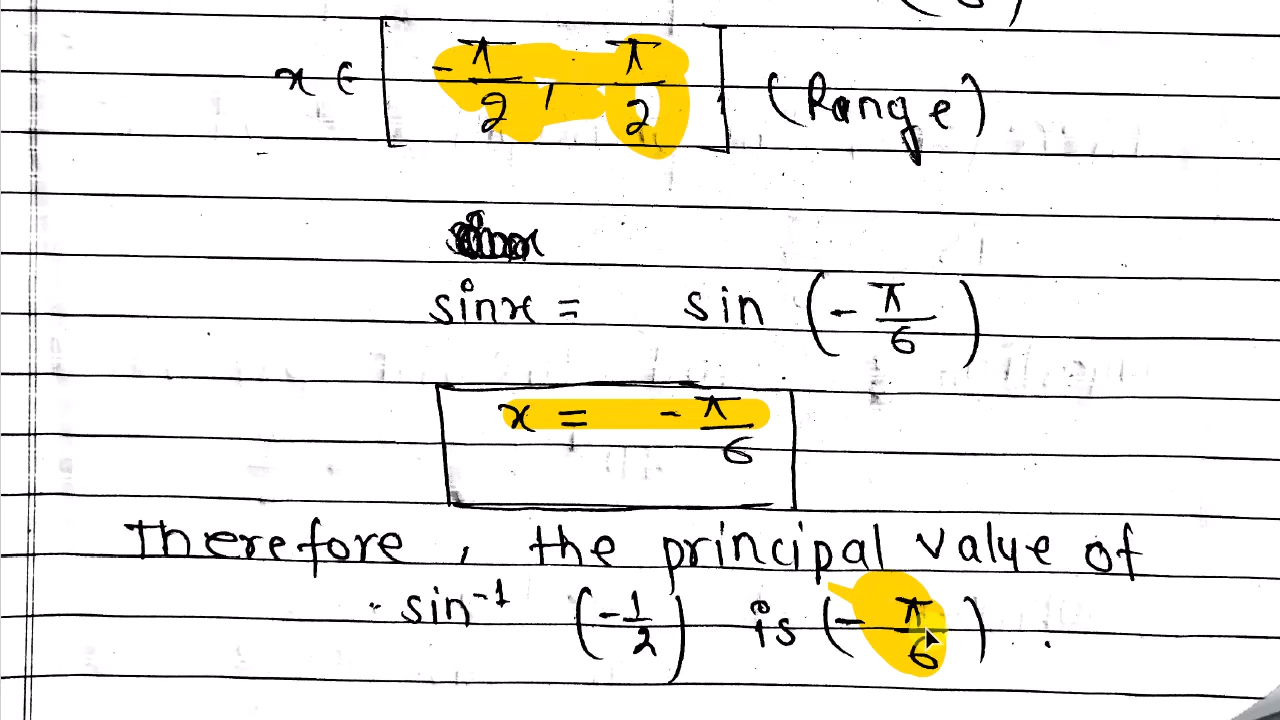 x ∈ [-π/2, π/2] (Range)
sinx = sin (-π/6)
x = -π/6
Therefore, the principal value of
sin⁻¹ (-1/2) is (-π/6).